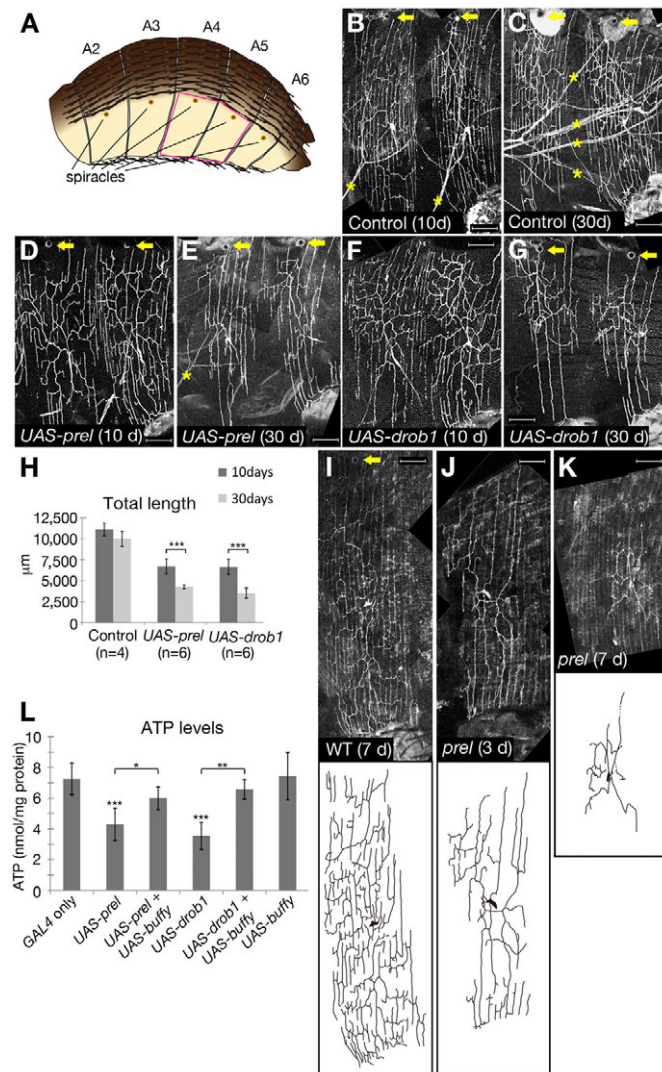 A
A2
A3
A4
A5
A6
spiracles
B
Control (10d)
C
Control (30d)
D
UAS-prel (10 d)
E
UAS-prel (30 d)
F
UAS-drob1 (10 d)
G
UAS-drob1 (30 d)
H
10days
30days
Total length
12,500
10,000
7,500
5,000
2,500
0
μm
***
***
Control
(n=4)
UAS-prel
(n=6)
UAS-drob1
(n=6)
I
WT (7 d)
J
prel (3 d)
K
prel (7 d)
L
ATP levels
ATP (nmol/mg protein)
10
8
6
4
2
0
***
*
***
**
GAL4 only
UAS-prel
UAS-prel +
UAS-buffy
UAS-drob1
UAS-drob1 +
UAS-buffy
UAS-buffy